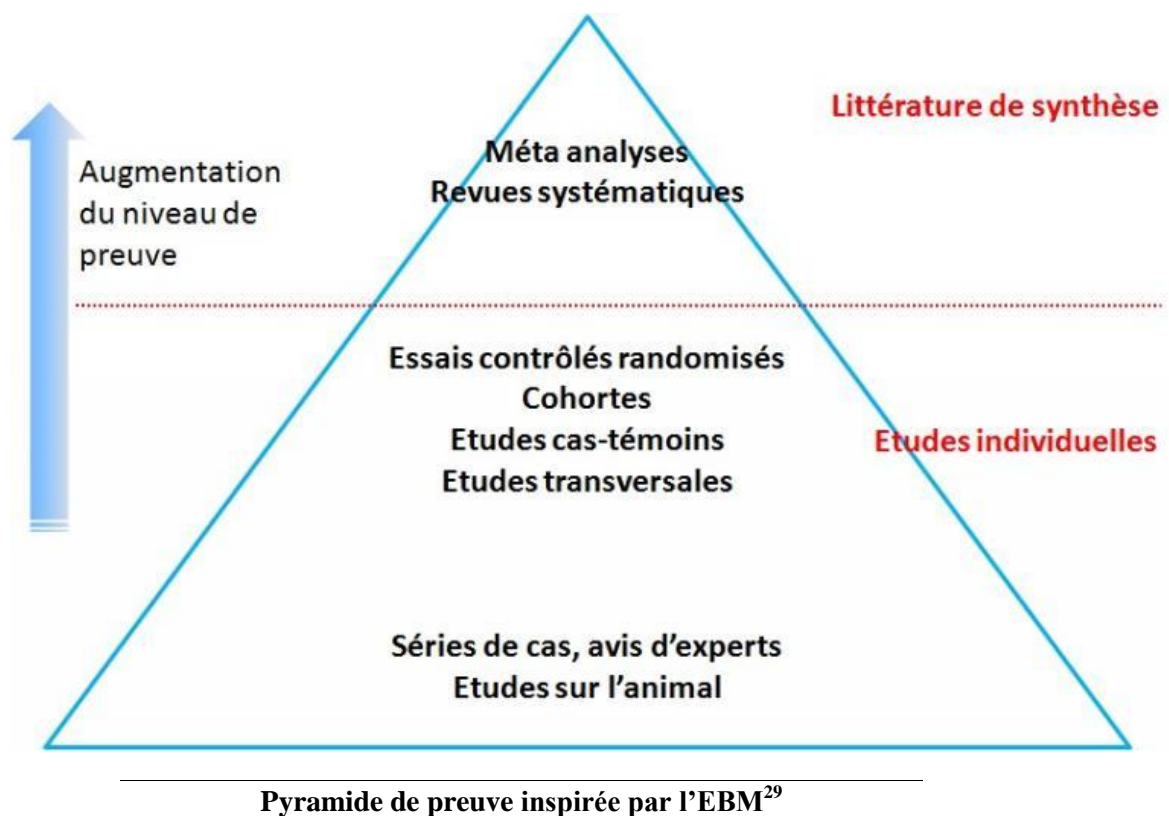 Littérature de synthèse
Méta analyses
Revues systématiques
Augmentation
du niveau de
preuve
Essais contrôlés randomisés
Cohortes
Etudes cas-témoins
Etudes transversales
Etudes individuelles
Séries de cas, avis d’experts
Etudes sur l’animal
Pyramide de preuve inspirée par l’EBM29